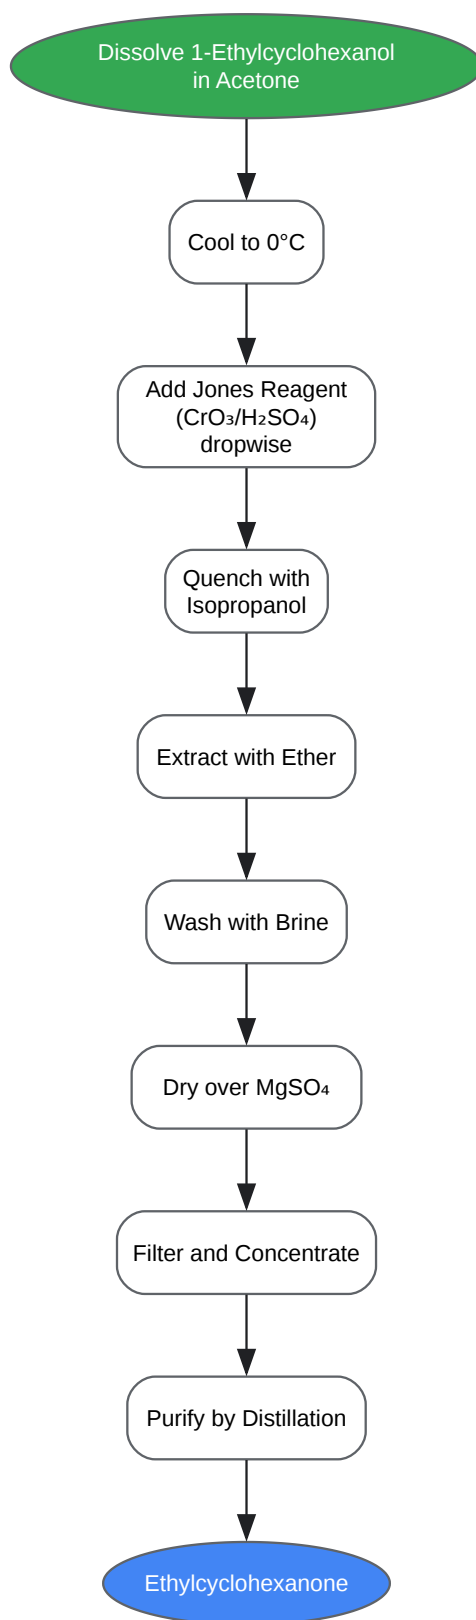 Dissolve 1-Ethylcyclohexanol
in Acetone
Cool to 0°C
Add Jones Reagent
(CrO₃/H₂SO₄)
dropwise
Quench with
Isopropanol
Extract with Ether
Wash with Brine
Dry over MgSO₄
Filter and Concentrate
Purify by Distillation
Ethylcyclohexanone